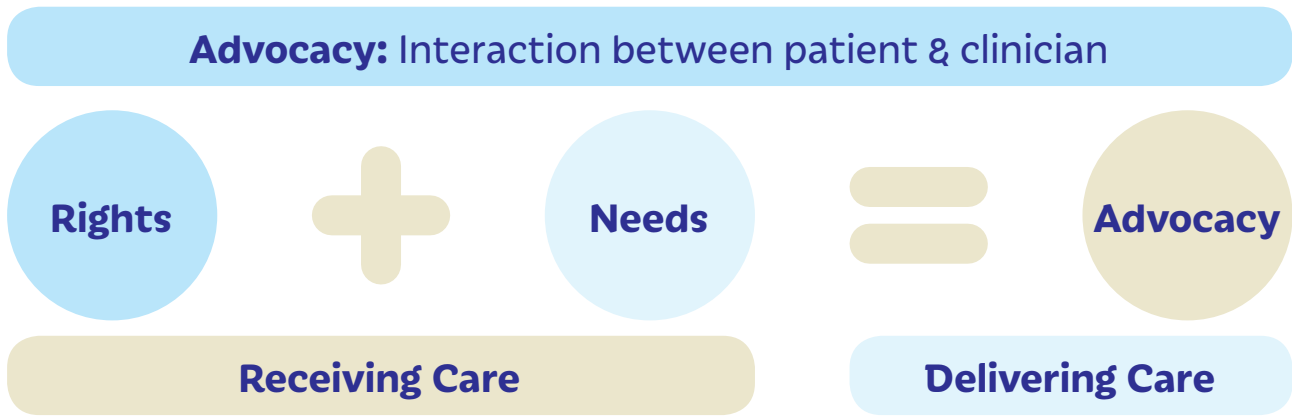 Advocacy: Interaction between patient & clinician
Rights
Needs
Advocacy
Receiving Care
Delivering Care